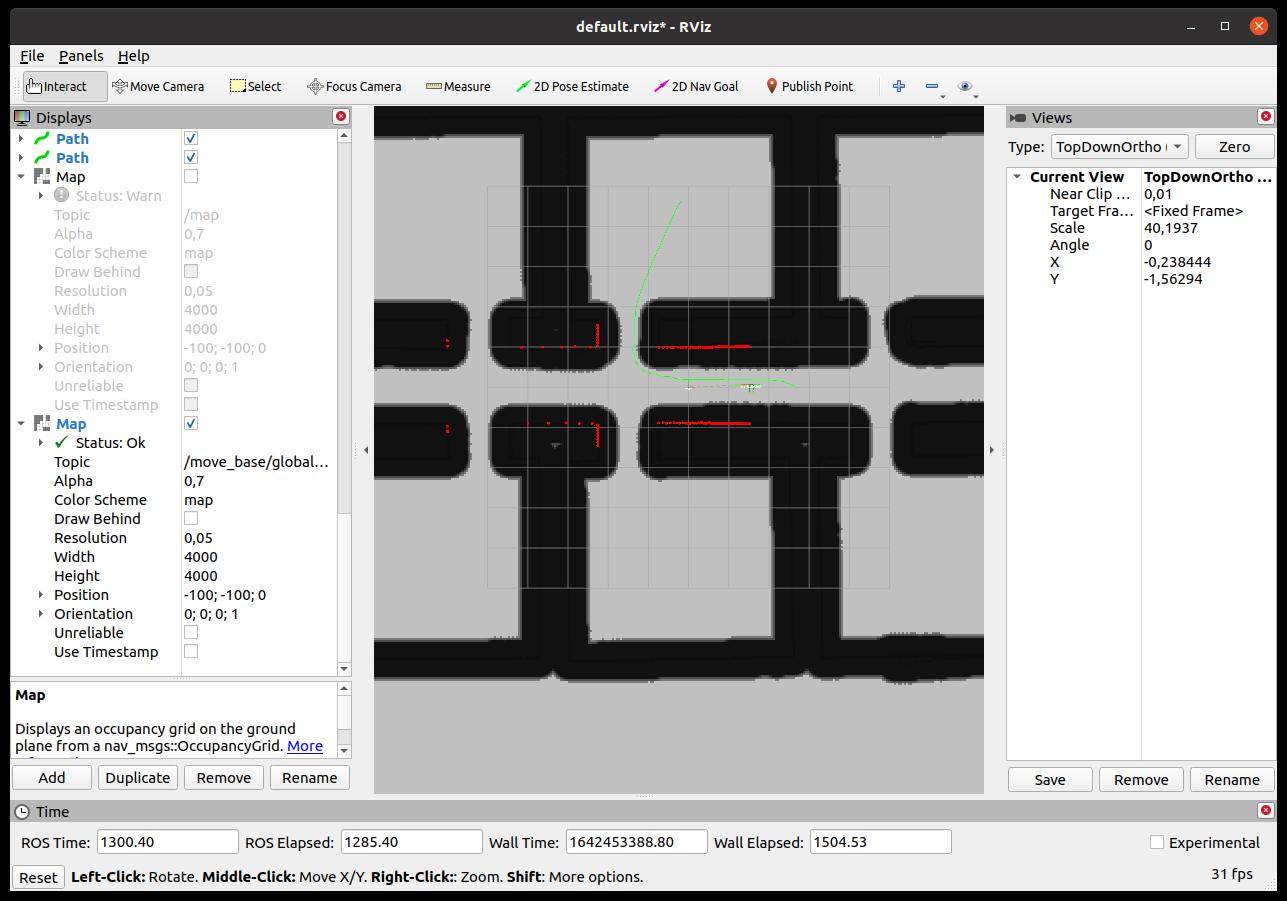 default.rviz* - RViz
File Panels Help
Interact Move Camera Select Focus Camera Measure 2D Pose Estimate 2D Nav Goal Publish Point
Displays
Path
Path
Map
Status: Warn
Topic /map
Alpha 0,7
Color Scheme map
Draw Behind
Resolution 0,05
Width 4000
Height 4000
Position -100; -100; 0
Orientation 0; 0; 0; 1
Unreliable
Use Timestamp
Map
Status: Ok
Topic /move_base/global...
Alpha 0,7
Color Scheme map
Draw Behind
Resolution 0,05
Width 4000
Height 4000
Position -100; -100; 0
Orientation 0; 0; 0; 1
Unreliable
Use Timestamp
Map
Displays an occupancy grid on the ground
plane from a nav_msgs::OccupancyGrid. More
Add Duplicate Remove Rename
Views
Type: TopDownOrtho ( Zero
Current View TopDownOrtho ...
Near Clip ... 0,01
Target Fra... <Fixed Frame>
Scale 40,1937
Angle 0
X -0,238444
Y -1,56294
Save Remove Rename
Time
ROS Time: 1300.40 ROS Elapsed: 1285.40 Wall Time: 1642453388.80 Wall Elapsed: 1504.53 Experimental
Reset Left-Click: Rotate. Middle-Click: Move X/Y. Right-Click:: Zoom. Shift: More options. 31 fps